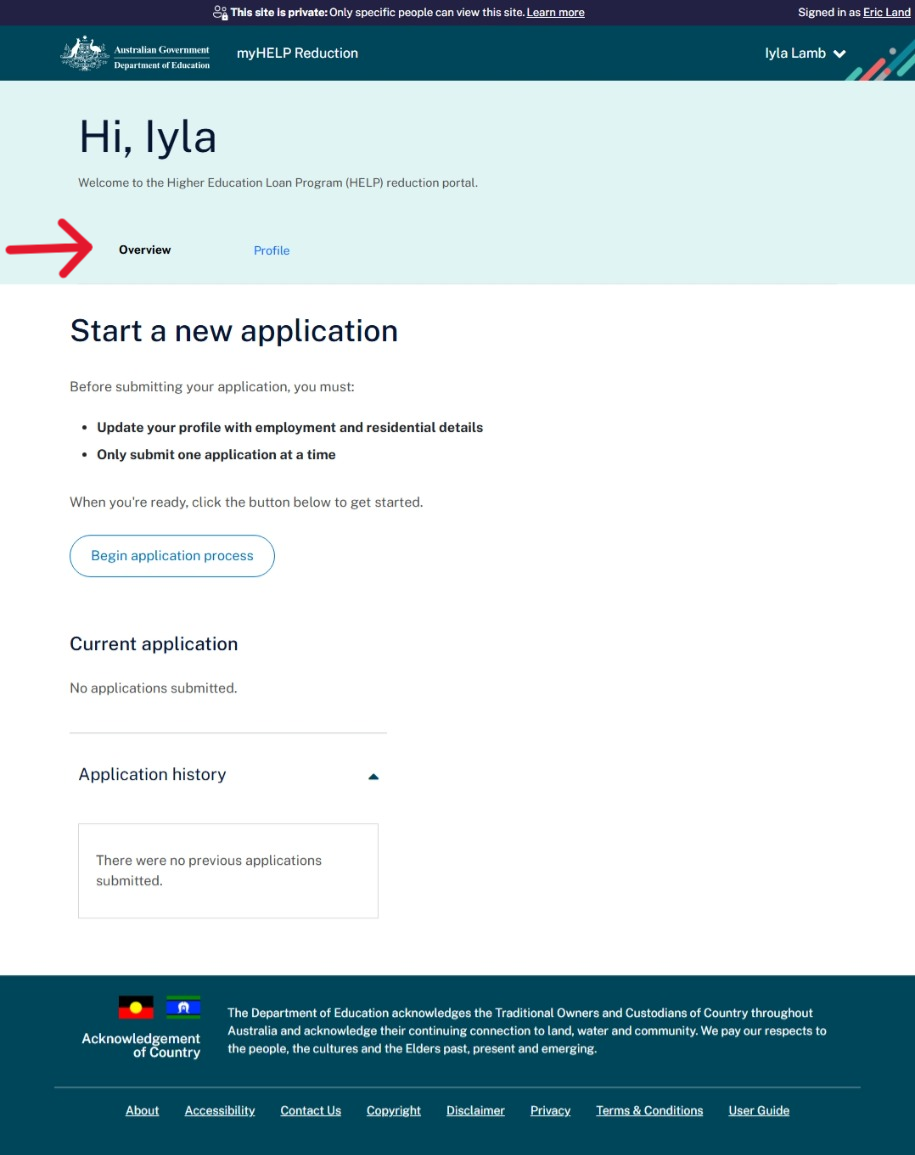 This site is private: Only specific people can view this site. Learn more
Signed in as Eric Land
Australian Government
Department of Education
myHELP Reduction
Iyla Lamb
Hi, Iyla
Welcome to the Higher Education Loan Program (HELP) reduction portal.
Overview
Profile
Start a new application
Before submitting your application, you must:
• Update your profile with employment and residential details
• Only submit one application at a time
When you're ready, click the button below to get started.
Begin application process
Current application
No applications submitted.
Application history
There were no previous applications
submitted.
Acknowledgement
of Country
The Department of Education acknowledges the Traditional Owners and Custodians of Country throughout
Australia and acknowledge their continuing connection to land, water and community. We pay our respects to
the people, the cultures and the Elders past, present and emerging.
About
Accessibility
Contact Us
Copyright
Disclaimer
Privacy
Terms & Conditions
User Guide